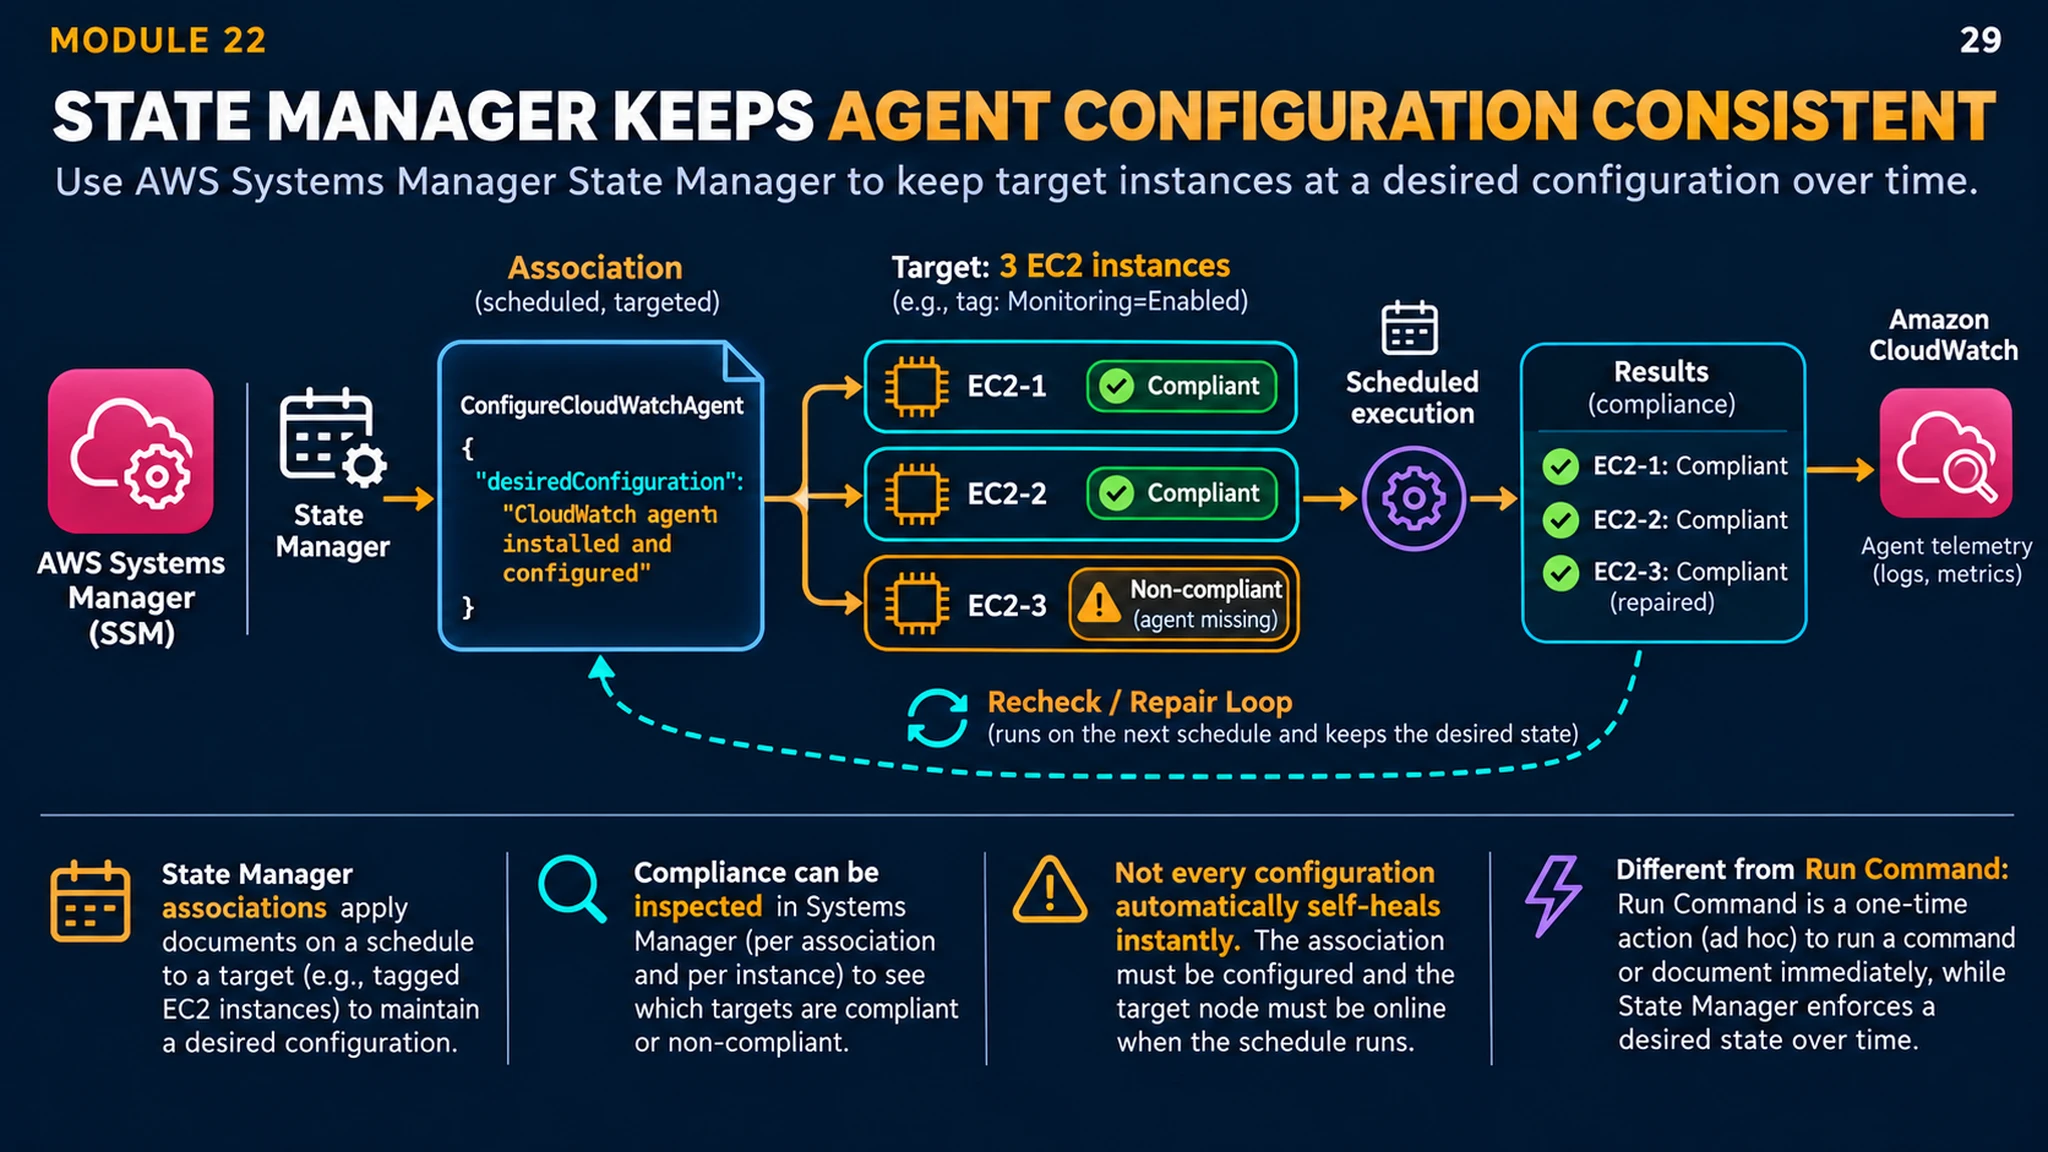 MODULE 22
29
STATE MANAGER KEEPS AGENT CONFIGURATION CONSISTENT
Use AWS Systems Manager State Manager to keep target instances at a desired configuration over time.
AWS Systems
Manager
(SSM)
State
Manager
Association
(scheduled, targeted)
ConfigureCloudWatchAgent
{
"desiredConfiguration":
"CloudWatch agent
installed and
configured"
}
Target: 3 EC2 instances
(e.g., tag: Monitoring=Enabled)
EC2-1
Compliant
EC2-2
Compliant
EC2-3
Non-compliant
(agent missing)
Scheduled
execution
Results
(compliance)
EC2-1: Compliant
EC2-2: Compliant
EC2-3: Compliant
(repaired)
Amazon
CloudWatch
Agent telemetry
(logs, metrics)
Recheck / Repair Loop
(runs on the next schedule and keeps the desired state)
State Manager
associations apply
documents on a schedule
to a target (e.g., tagged
EC2 instances) to maintain
a desired configuration.
Compliance can be
inspected in Systems
Manager (per association
and per instance) to see
which targets are compliant
or non-compliant.
Not every configuration
automatically self-heals
instantly. The association
must be configured and the
target node must be online
when the schedule runs.
Different from Run Command:
Run Command is a one-time
action (ad hoc) to run a command
or document immediately, while
State Manager enforces a
desired state over time.